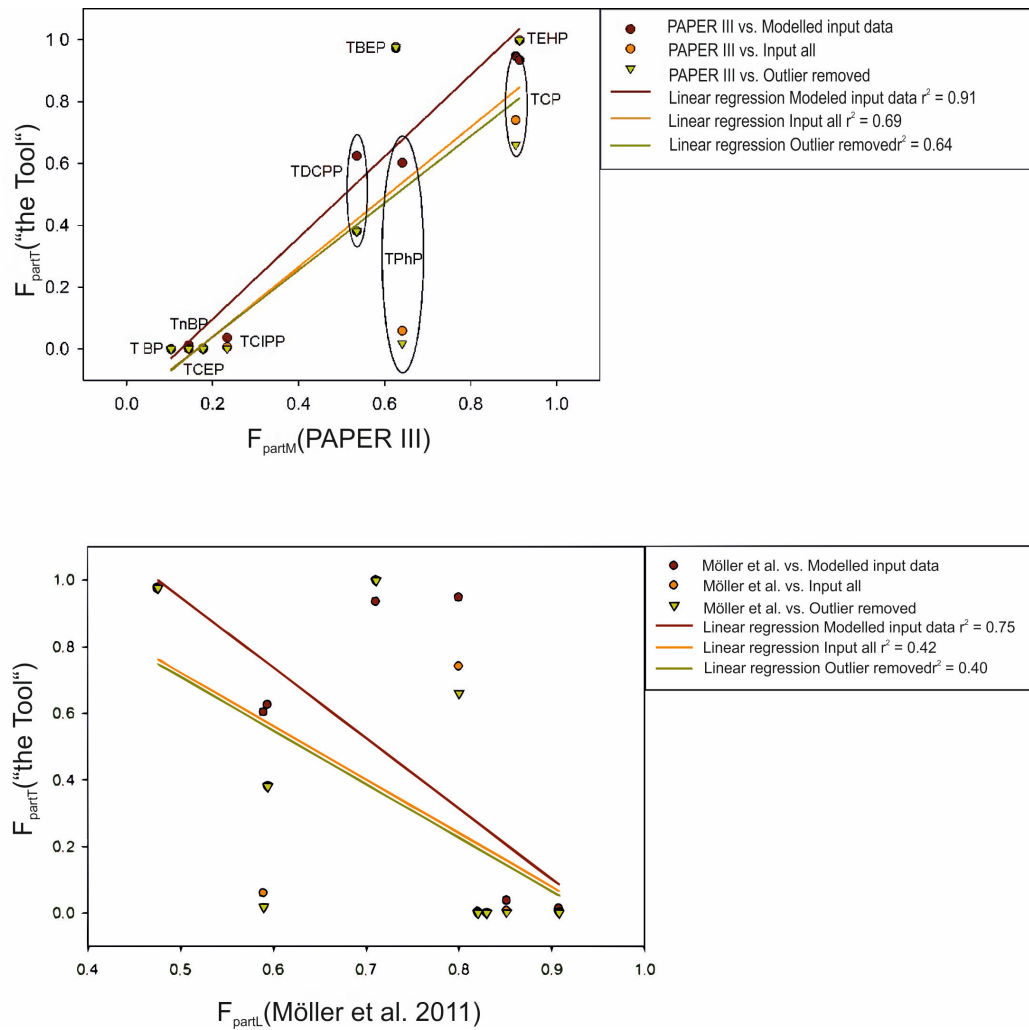 PAPER III vs. Modelled input data
PAPER III vs. Input all
PAPER III vs. Outlier removed
Linear regression Modeled input data r² = 0.91
Linear regression Input all r² = 0.69
Linear regression Outlier removedr² = 0.64
1.0
0.8
0.6
0.4
0.2
0.0
TBEP
TEHP
TCP
TDCPP
TPhP
TnBP
T BP
TCIPP
TCEP
0.0 0.2 0.4 0.6 0.8 1.0
FpartT("the Tool“)
FpartM(PAPER III)
Möller et al. vs. Modelled input data
Möller et al. vs. Input all
Möller et al. vs. Outlier removed
Linear regression Modelled input data r² = 0.75
Linear regression Input all r² = 0.42
Linear regression Outlier removedr² = 0.40
1.0
0.8
0.6
0.4
0.2
0.0
0.4 0.5 0.6 0.7 0.8 0.9 1.0
FpartT("the Tool“)
FpartL(Möller et al. 2011)